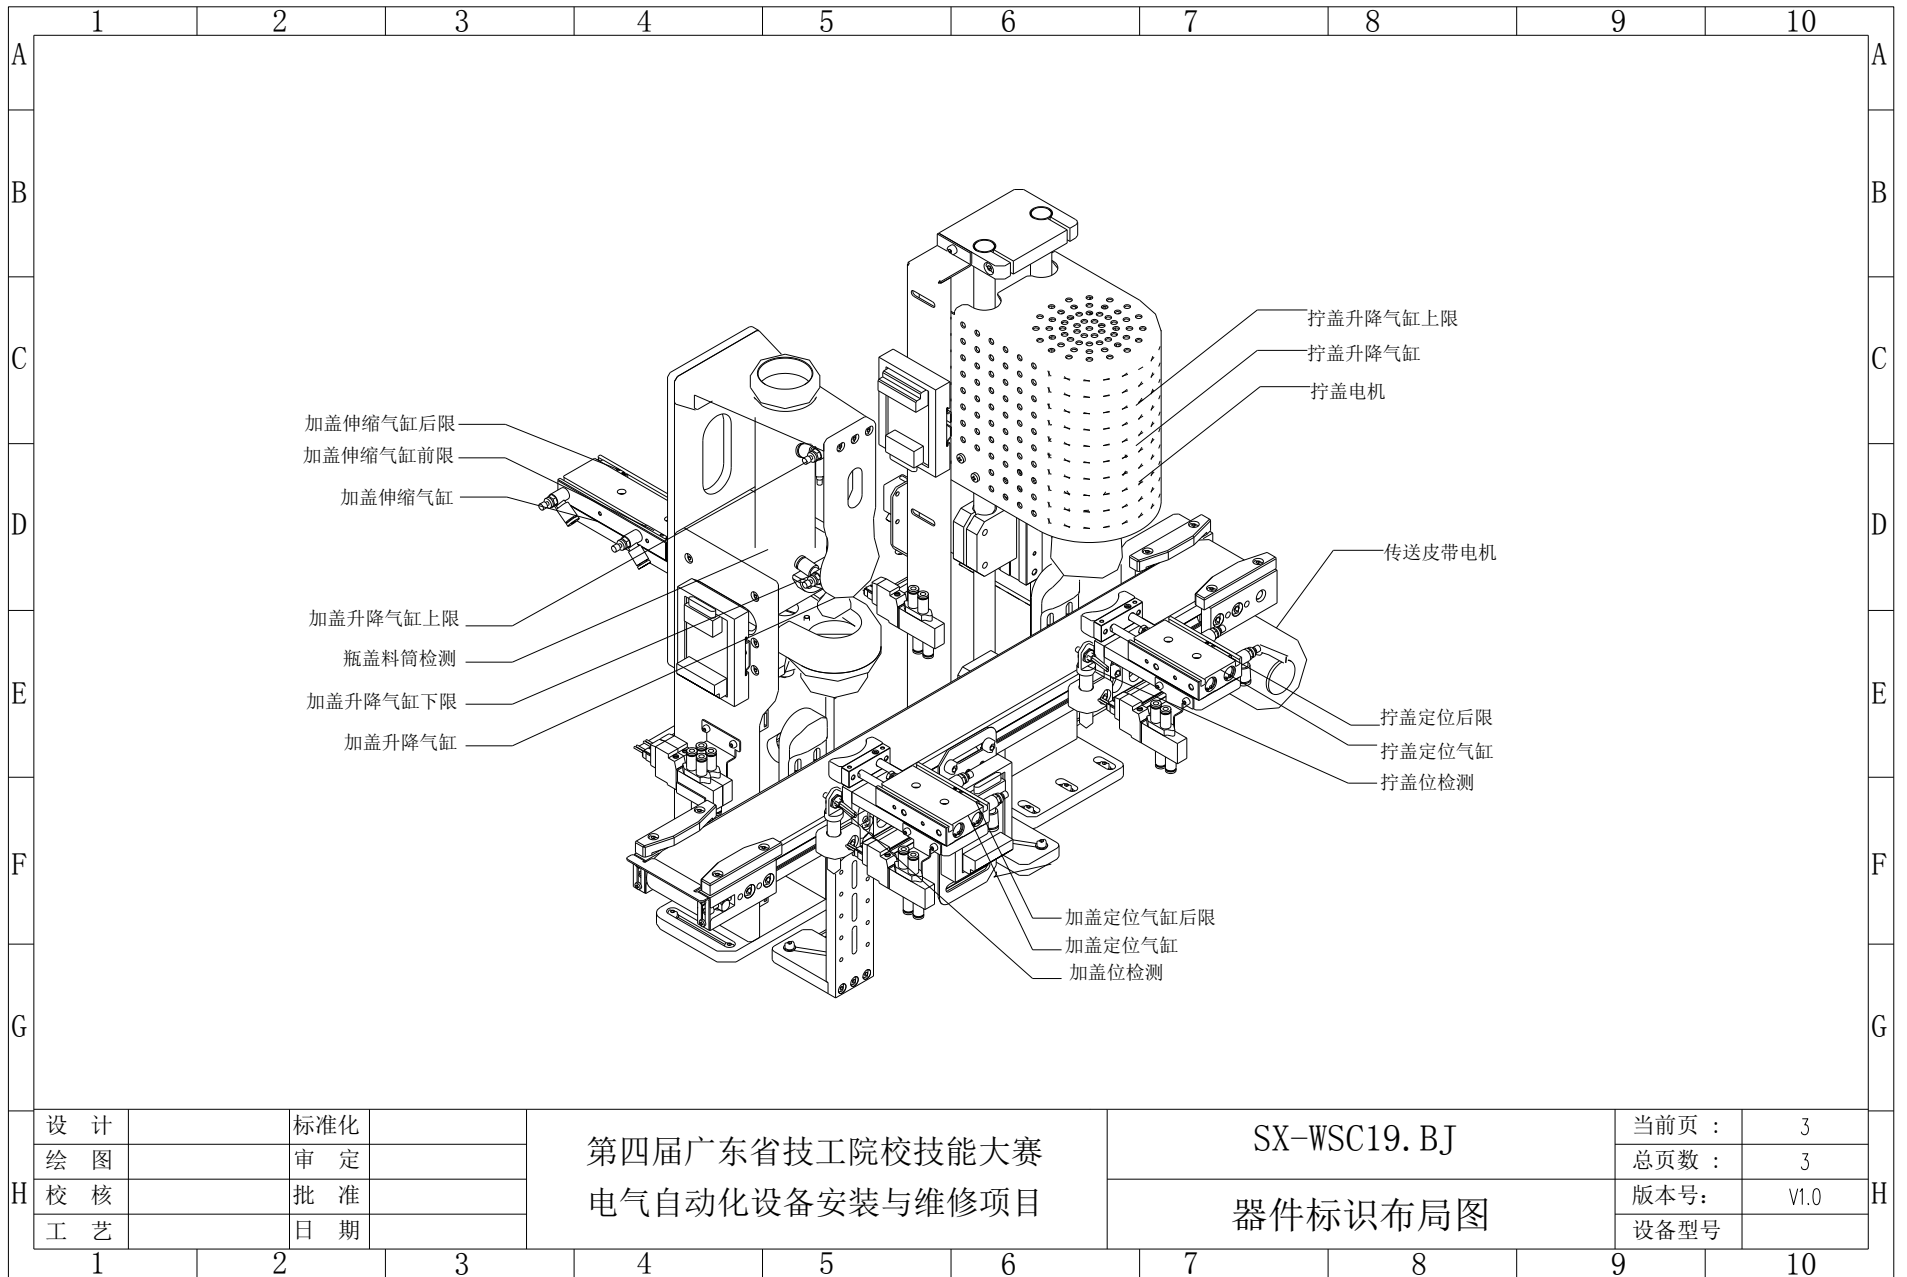 1 2 3 4 5 6 7 8 9 10
A A
B B
拧盖升降气缸上限
C 拧盖升降气缸 C
拧盖电机
加盖伸缩气缸后限
加盖伸缩气缸前限
加盖伸缩气缸
D D
传送皮带电机
加盖升降气缸上限
瓶盖料筒检测
E E
加盖升降气缸下限
拧盖定位后限
加盖升降气缸
拧盖定位气缸
拧盖位检测
F F
加盖定位气缸后限
加盖定位气缸
加盖位检测
G G
设 计 标准化
绘 图 审 定
校 核 批 准
工 艺 日 期
第四届广东省技工院校技能大赛
电气自动化设备安装与维修项目
SX-WSC19.BJ
器件标识布局图
当前页 : 3
总页数 : 3
版本号: V1.0
设备型号
H H
1 2 3 4 5 6 7 8 9 10